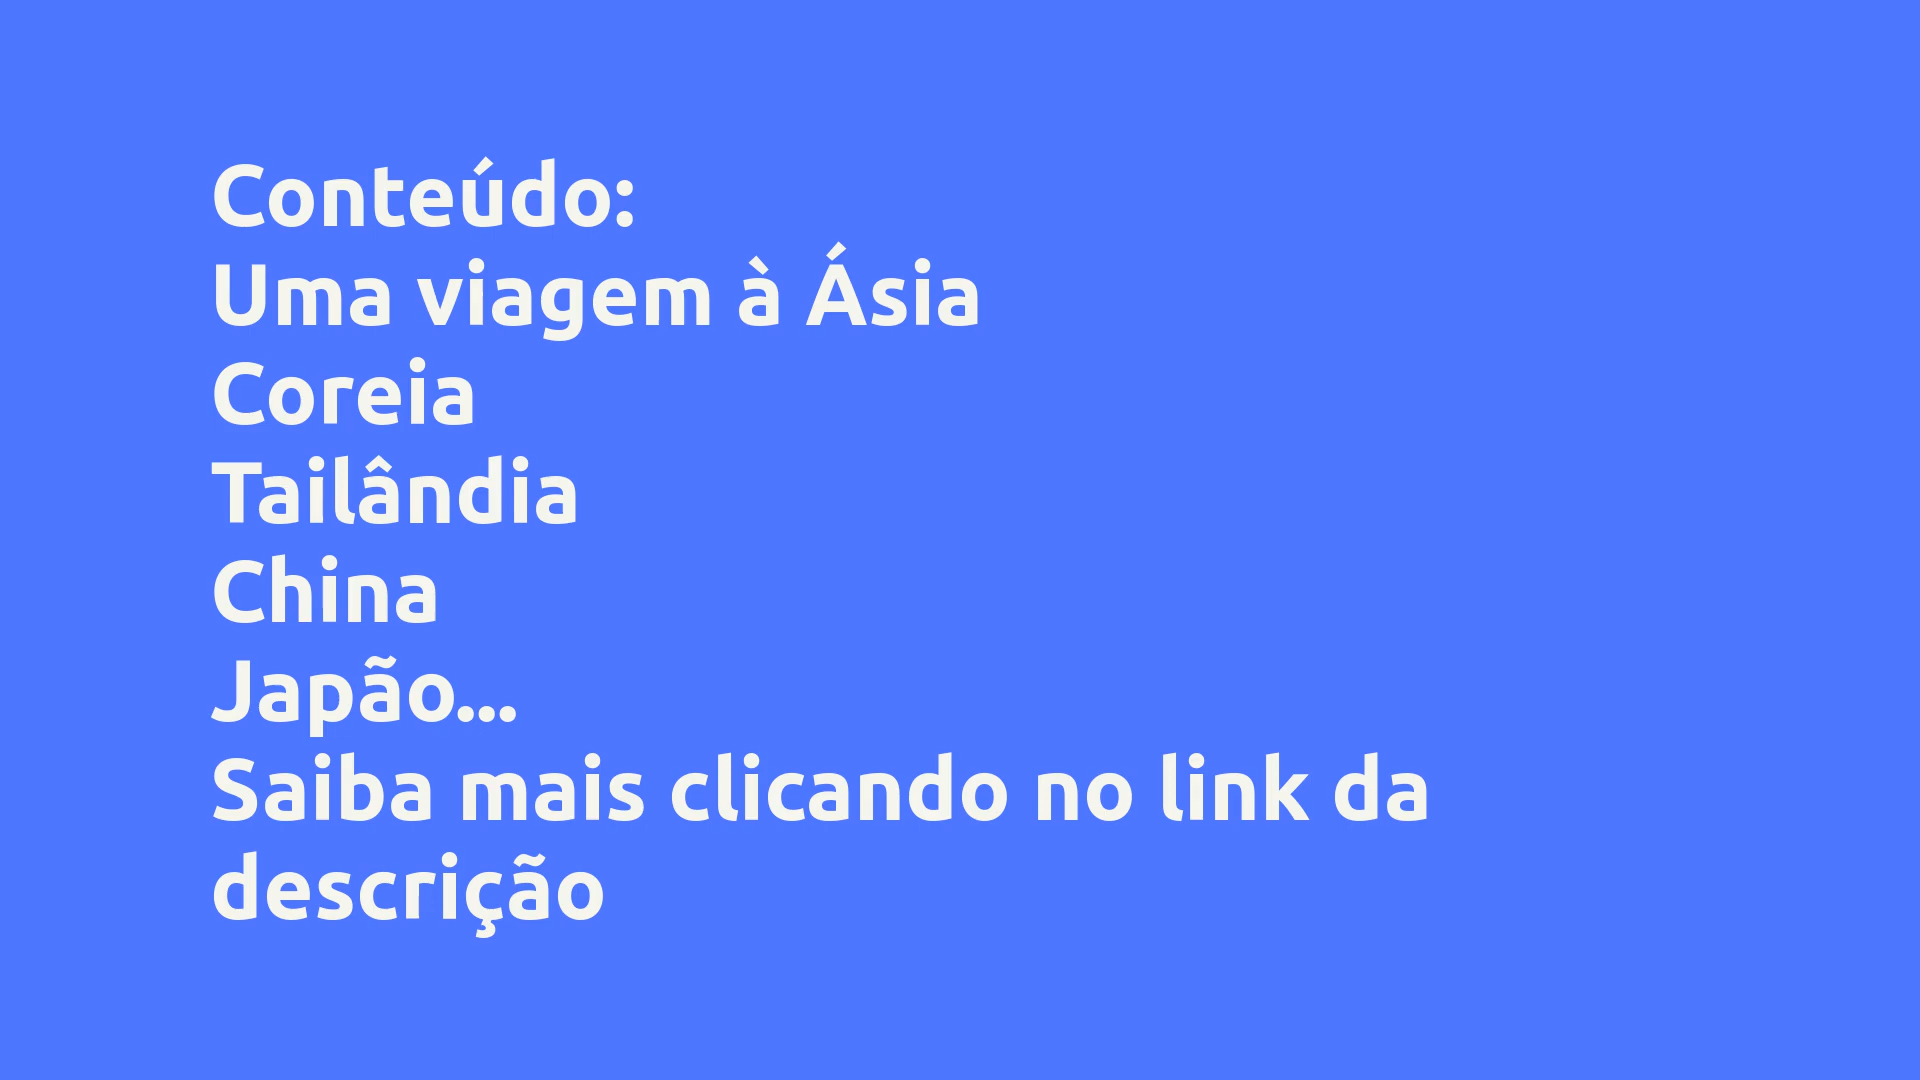 Conteúdo:
Uma viagem à Ásia
Coreia
Tailândia
China
Japão...
Saiba mais clicando no link da
descrição